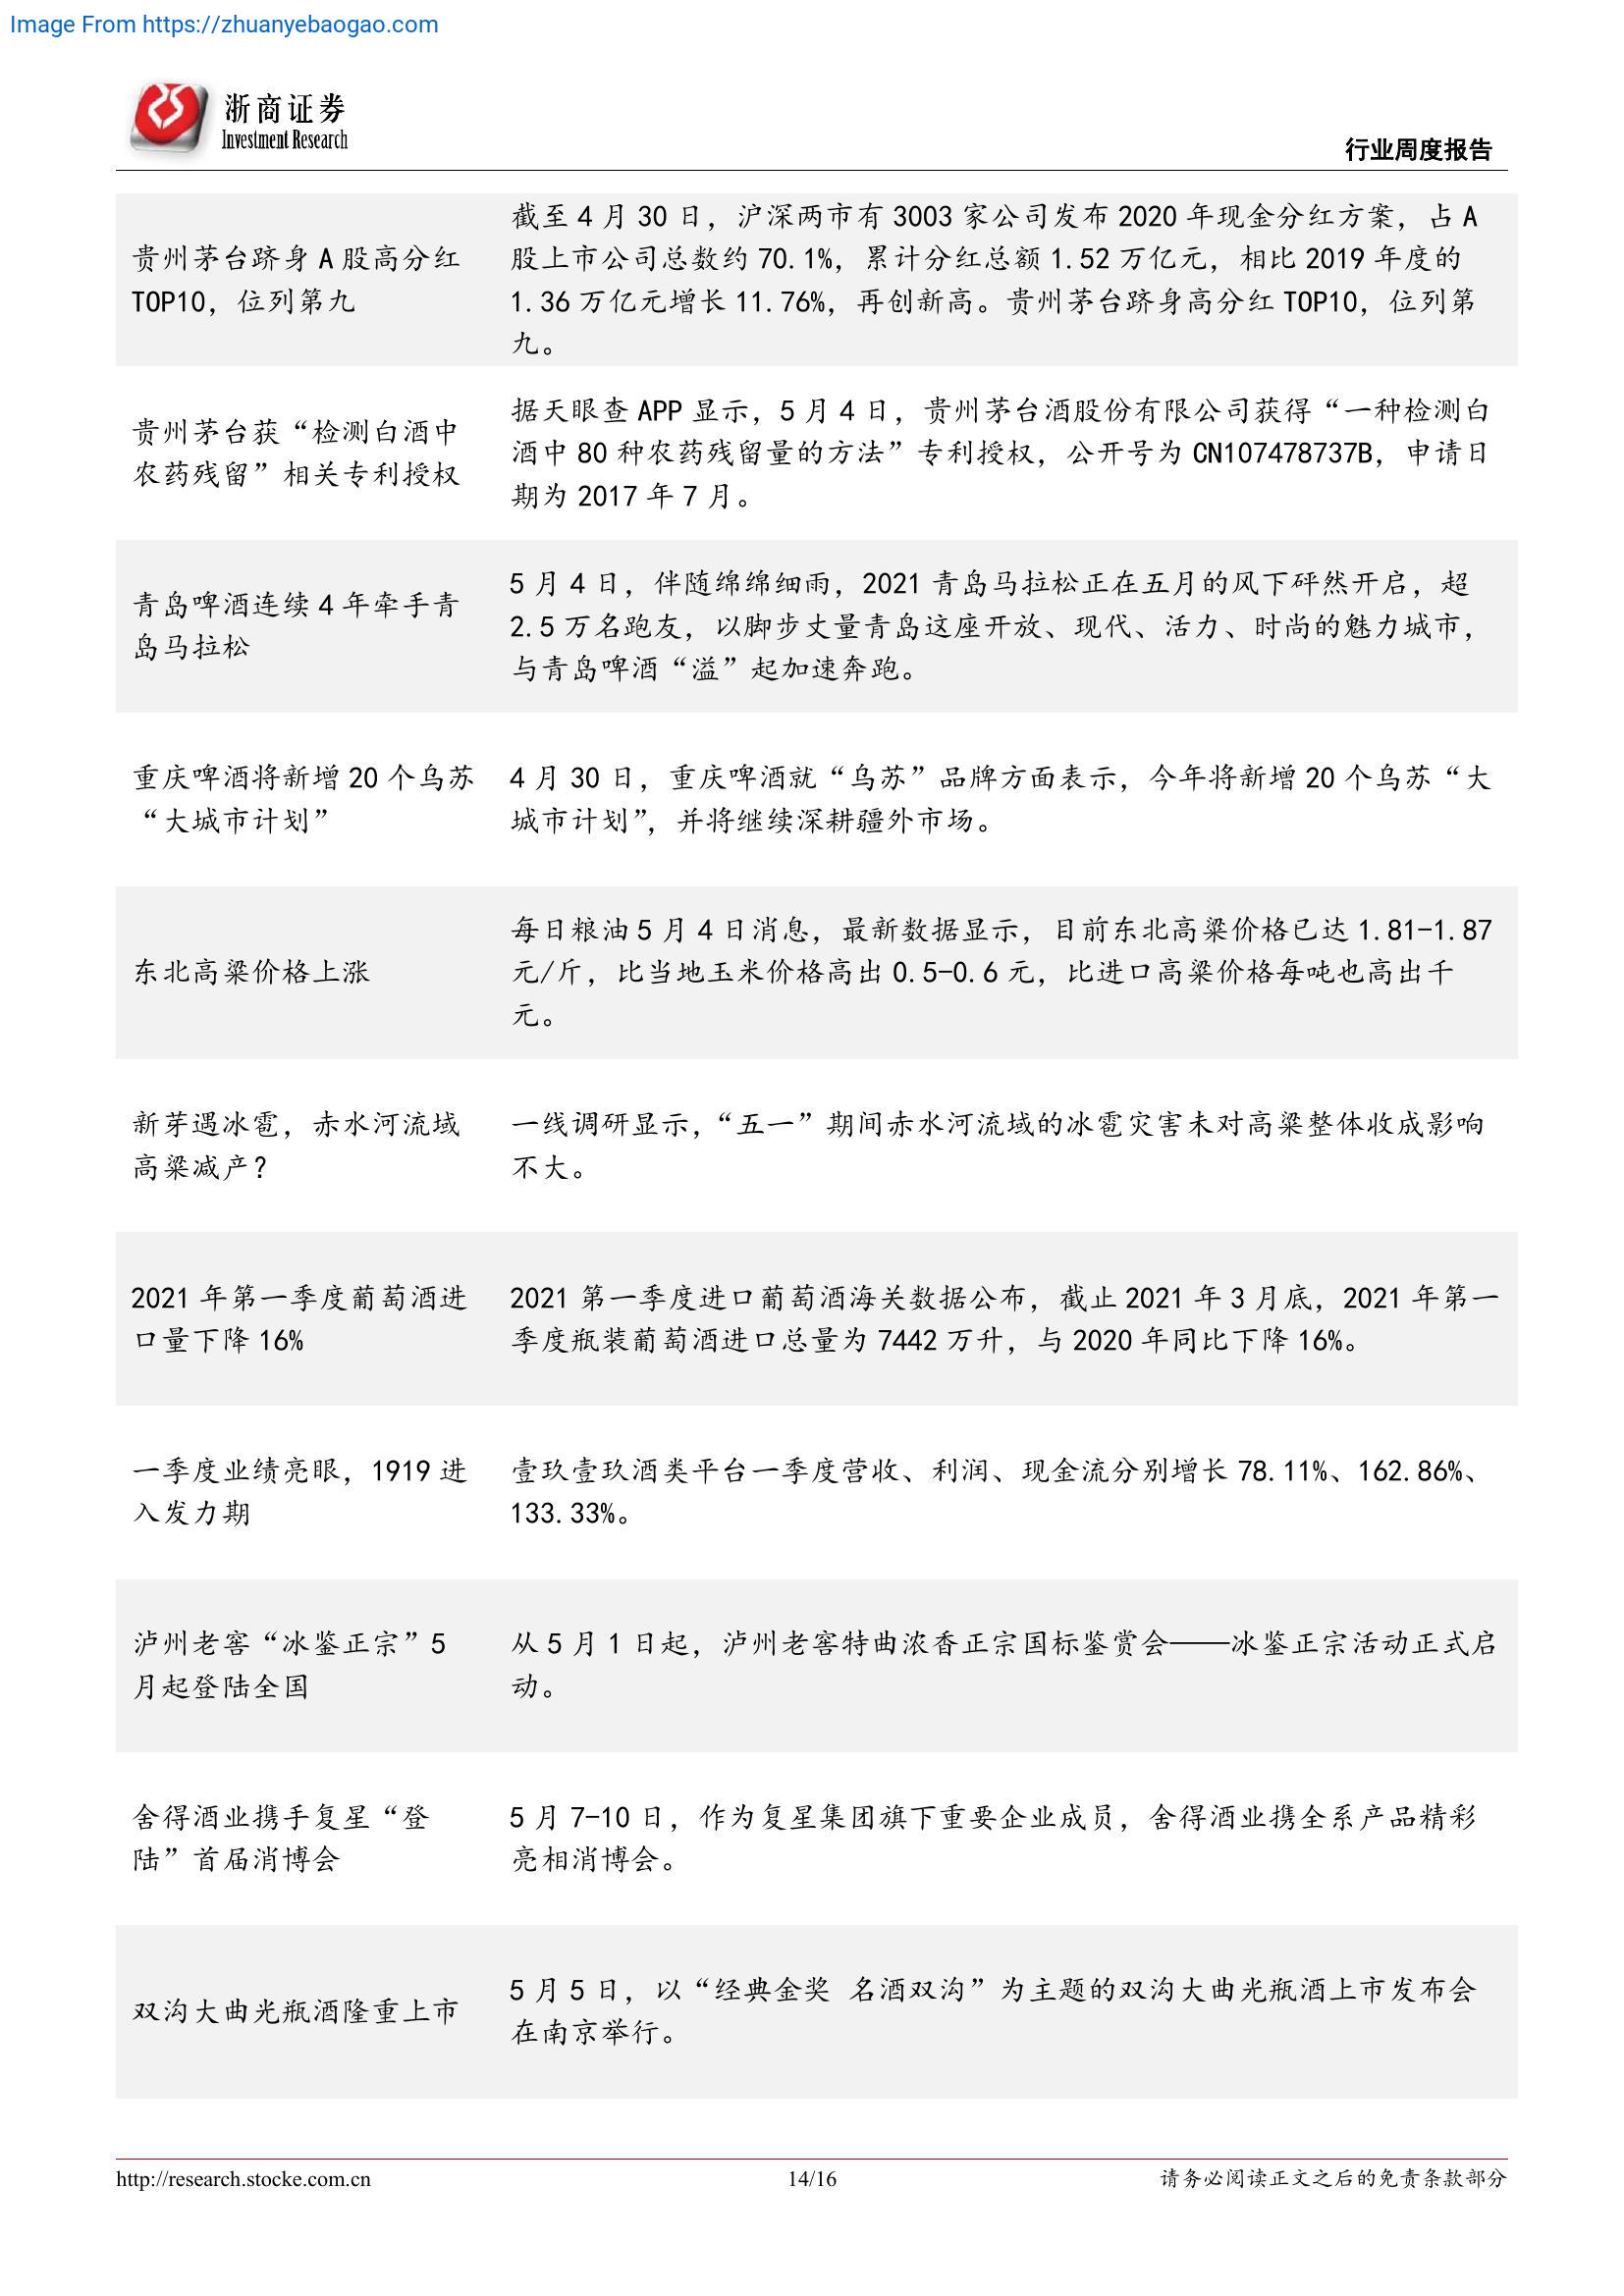 Image From https://zhuanyebaogao.com
浙商证券
Investment Research
行业周度报告
贵州茅台跻身 A 股高分红
TOP10，位列第九
截至 4 月 30 日，沪深两市有 3003 家公司发布 2020 年现金分红方案，占 A
股上市公司总数约 70.1%，累计分红总额 1.52 万亿元，相比 2019 年度的
1.36 万亿元增长 11.76%，再创新高。贵州茅台跻身高分红 TOP10，位列第
九。
贵州茅台获“检测白酒中
农药残留”相关专利授权
据天眼查 APP 显示，5 月 4 日，贵州茅台酒股份有限公司获得“一种检测白
酒中 80 种农药残留量的方法”专利授权，公开号为 CN107478737B，申请日
期为 2017 年 7 月。
青岛啤酒连续 4 年牵手青
岛马拉松
5 月 4 日，伴随绵绵细雨，2021 青岛马拉松正在五月的风下砰然开启，超
2.5 万名跑友，以脚步丈量青岛这座开放、现代、活力、时尚的魅力城市，
与青岛啤酒“溢”起加速奔跑。
重庆啤酒将新增 20 个乌苏
“大城市计划”
4 月 30 日，重庆啤酒就“乌苏”品牌方面表示，今年将新增 20 个乌苏“大
城市计划”，并将继续深耕疆外市场。
东北高粱价格上涨
每日粮油 5 月 4 日消息，最新数据显示，目前东北高粱价格已达 1.81-1.87
元/斤，比当地玉米价格高出 0.5-0.6 元，比进口高粱价格每吨也高出千
元。
新芽遇冰雹，赤水河流域
高粱减产？
一线调研显示，“五一”期间赤水河流域的冰雹灾害未对高粱整体收成影响
不大。
2021 年第一季度葡萄酒进
口量下降 16%
2021 第一季度进口葡萄酒海关数据公布，截止 2021 年 3 月底，2021 年第一
季度瓶装葡萄酒进口总量为 7442 万升，与 2020 年同比下降 16%。
一季度业绩亮眼，1919 进
入发力期
壹玖壹玖酒类平台一季度营收、利润、现金流分别增长 78.11%、162.86%、
133.33%。
泸州老窖“冰鉴正宗”5
月起登陆全国
从 5 月 1 日起，泸州老窖特曲浓香正宗国标鉴赏会——冰鉴正宗活动正式启
动。
舍得酒业携手复星“登
陆”首届消博会
5 月 7-10 日，作为复星集团旗下重要企业成员，舍得酒业携全系产品精彩
亮相消博会。
双沟大曲光瓶酒隆重上市
5 月 5 日，以“经典金奖 名酒双沟”为主题的双沟大曲光瓶酒上市发布会
在南京举行。
http://research.stocke.com.cn
14/16
请务必阅读正文之后的免责条款部分